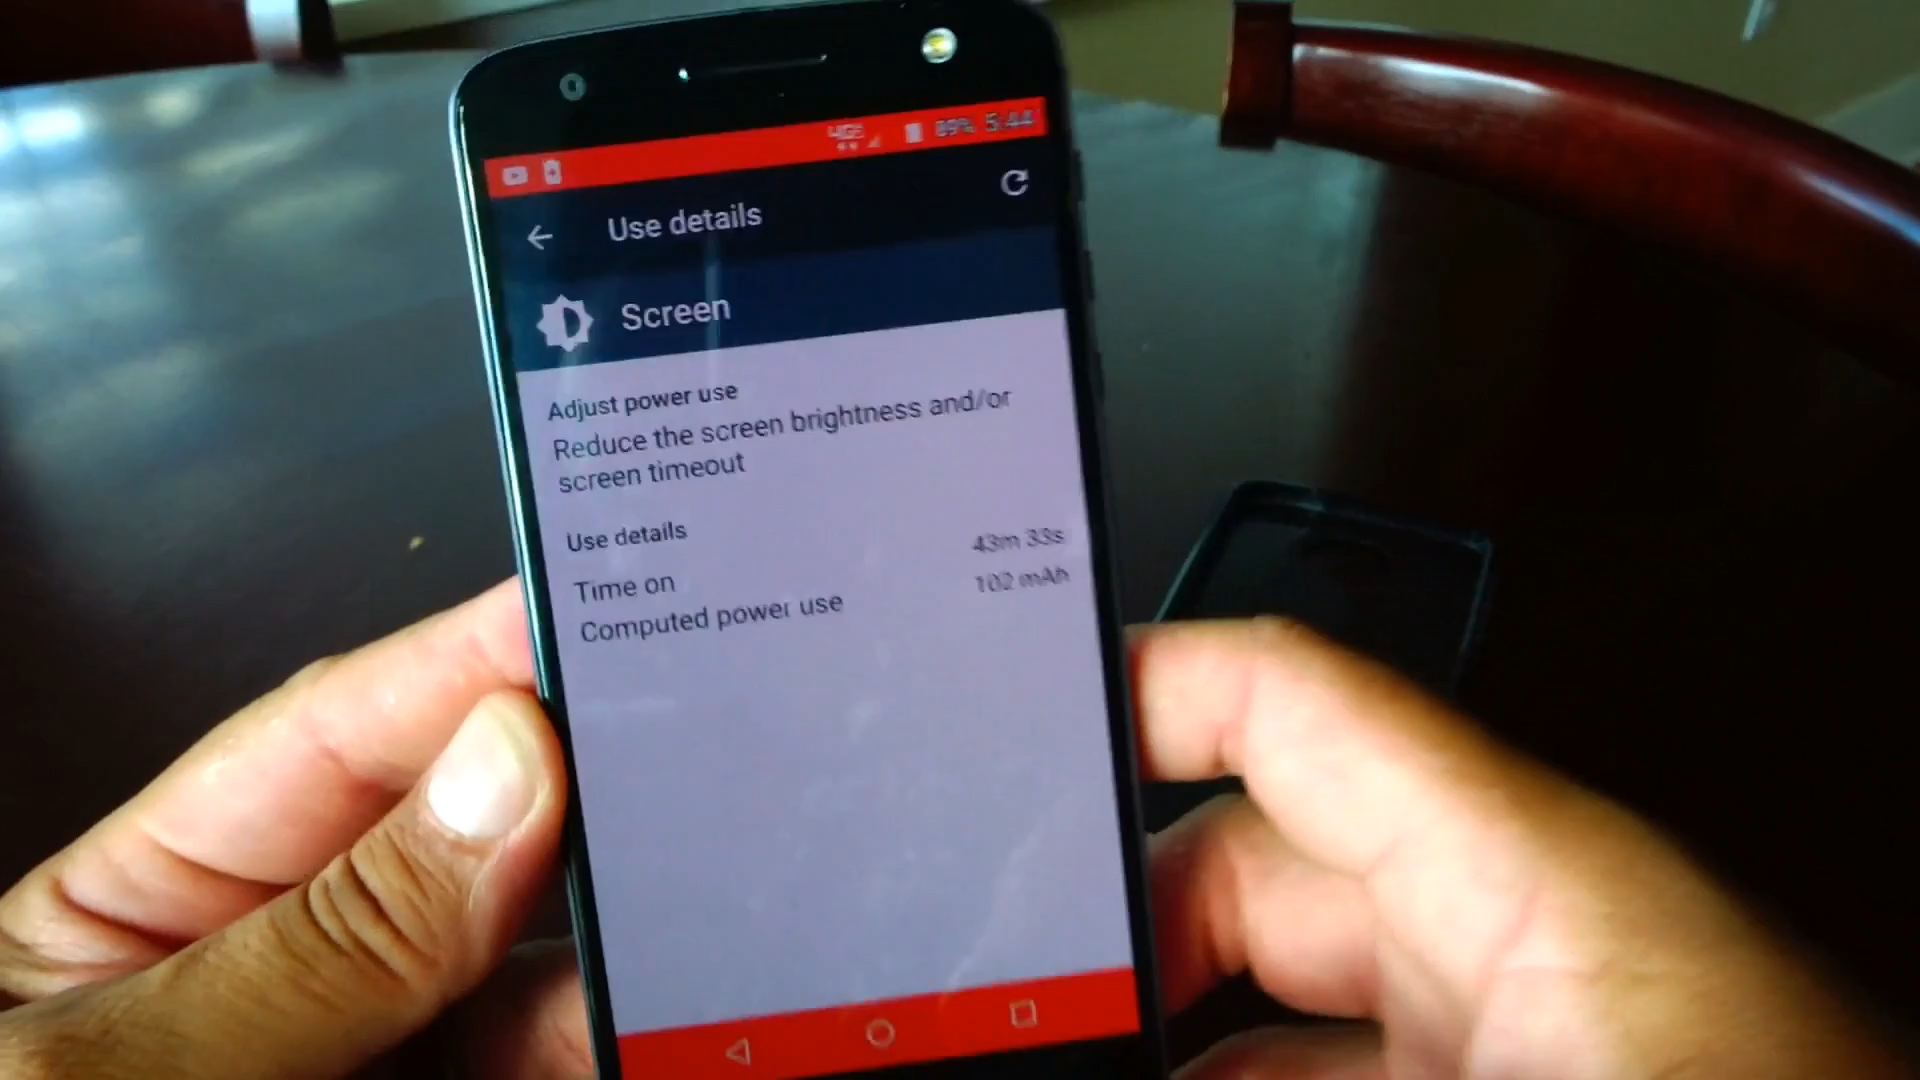 89% 5:44
Use details
Screen
Adjust power use
Reduce the screen brightness and/or
screen timeout
Use details
Time on 43m 33s
Computed power use 102 mAh